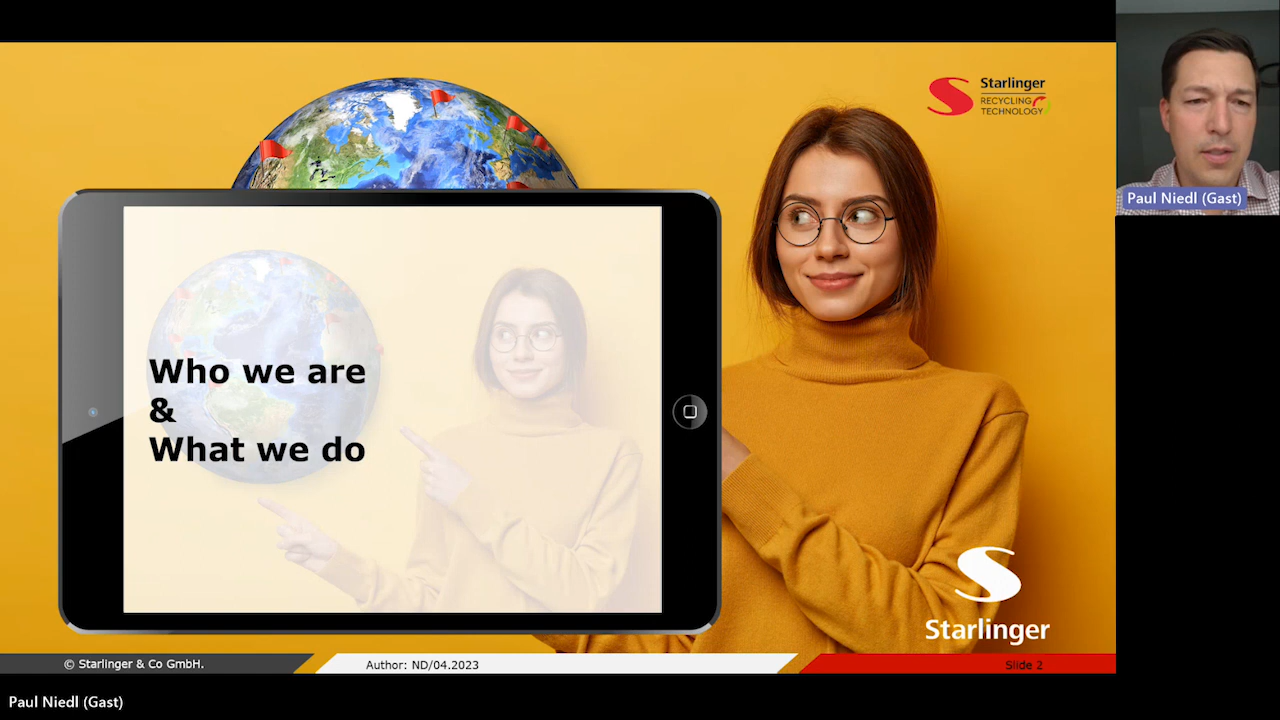 Starlinger
RECYCLING
TECHNOLOGY
Paul Niedl (Gast)
Who we are
&
What we do
Starlinger
© Starlinger & Co GmbH.
Author: ND/04.2023
Slide 2
Paul Niedl (Gast)